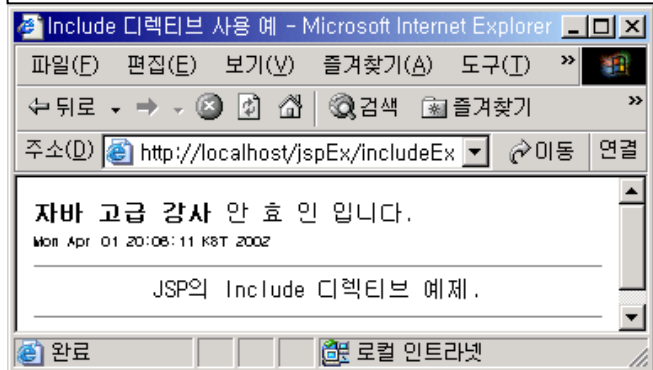 Include 디렉티브 사용 예 - Microsoft Internet Explorer
파일(F) 편집(E) 보기(V) 즐겨찾기(A) 도구(T) »
뒤로 검색 즐겨찾기 »
주소(D) http://localhost/jspEx/includeEx 이동 연결
자바 고급 강사 안 효 인 입니다.
Mon Apr 01 20:06:11 KST 2002
JSP의 Include 디렉티브 예제.
완료 로컬 인트라넷